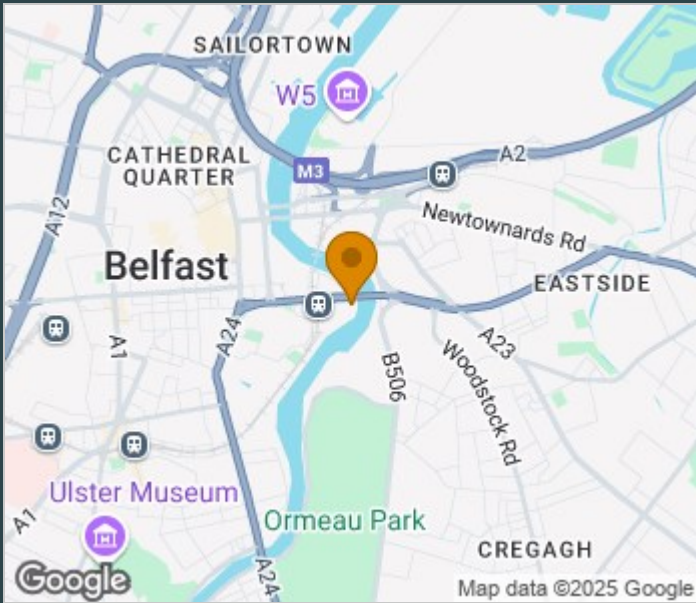 SAILORTOWN
W5
CATHEDRAL
QUARTER
M3
A2
A12
Newtownards Rd
Belfast
EASTSIDE
A1
A24
A23
B506
Woodstock Rd
Ulster Museum
A1
Ormeau Park
CREGAGH
A24
Google
Map data ©2025 Google